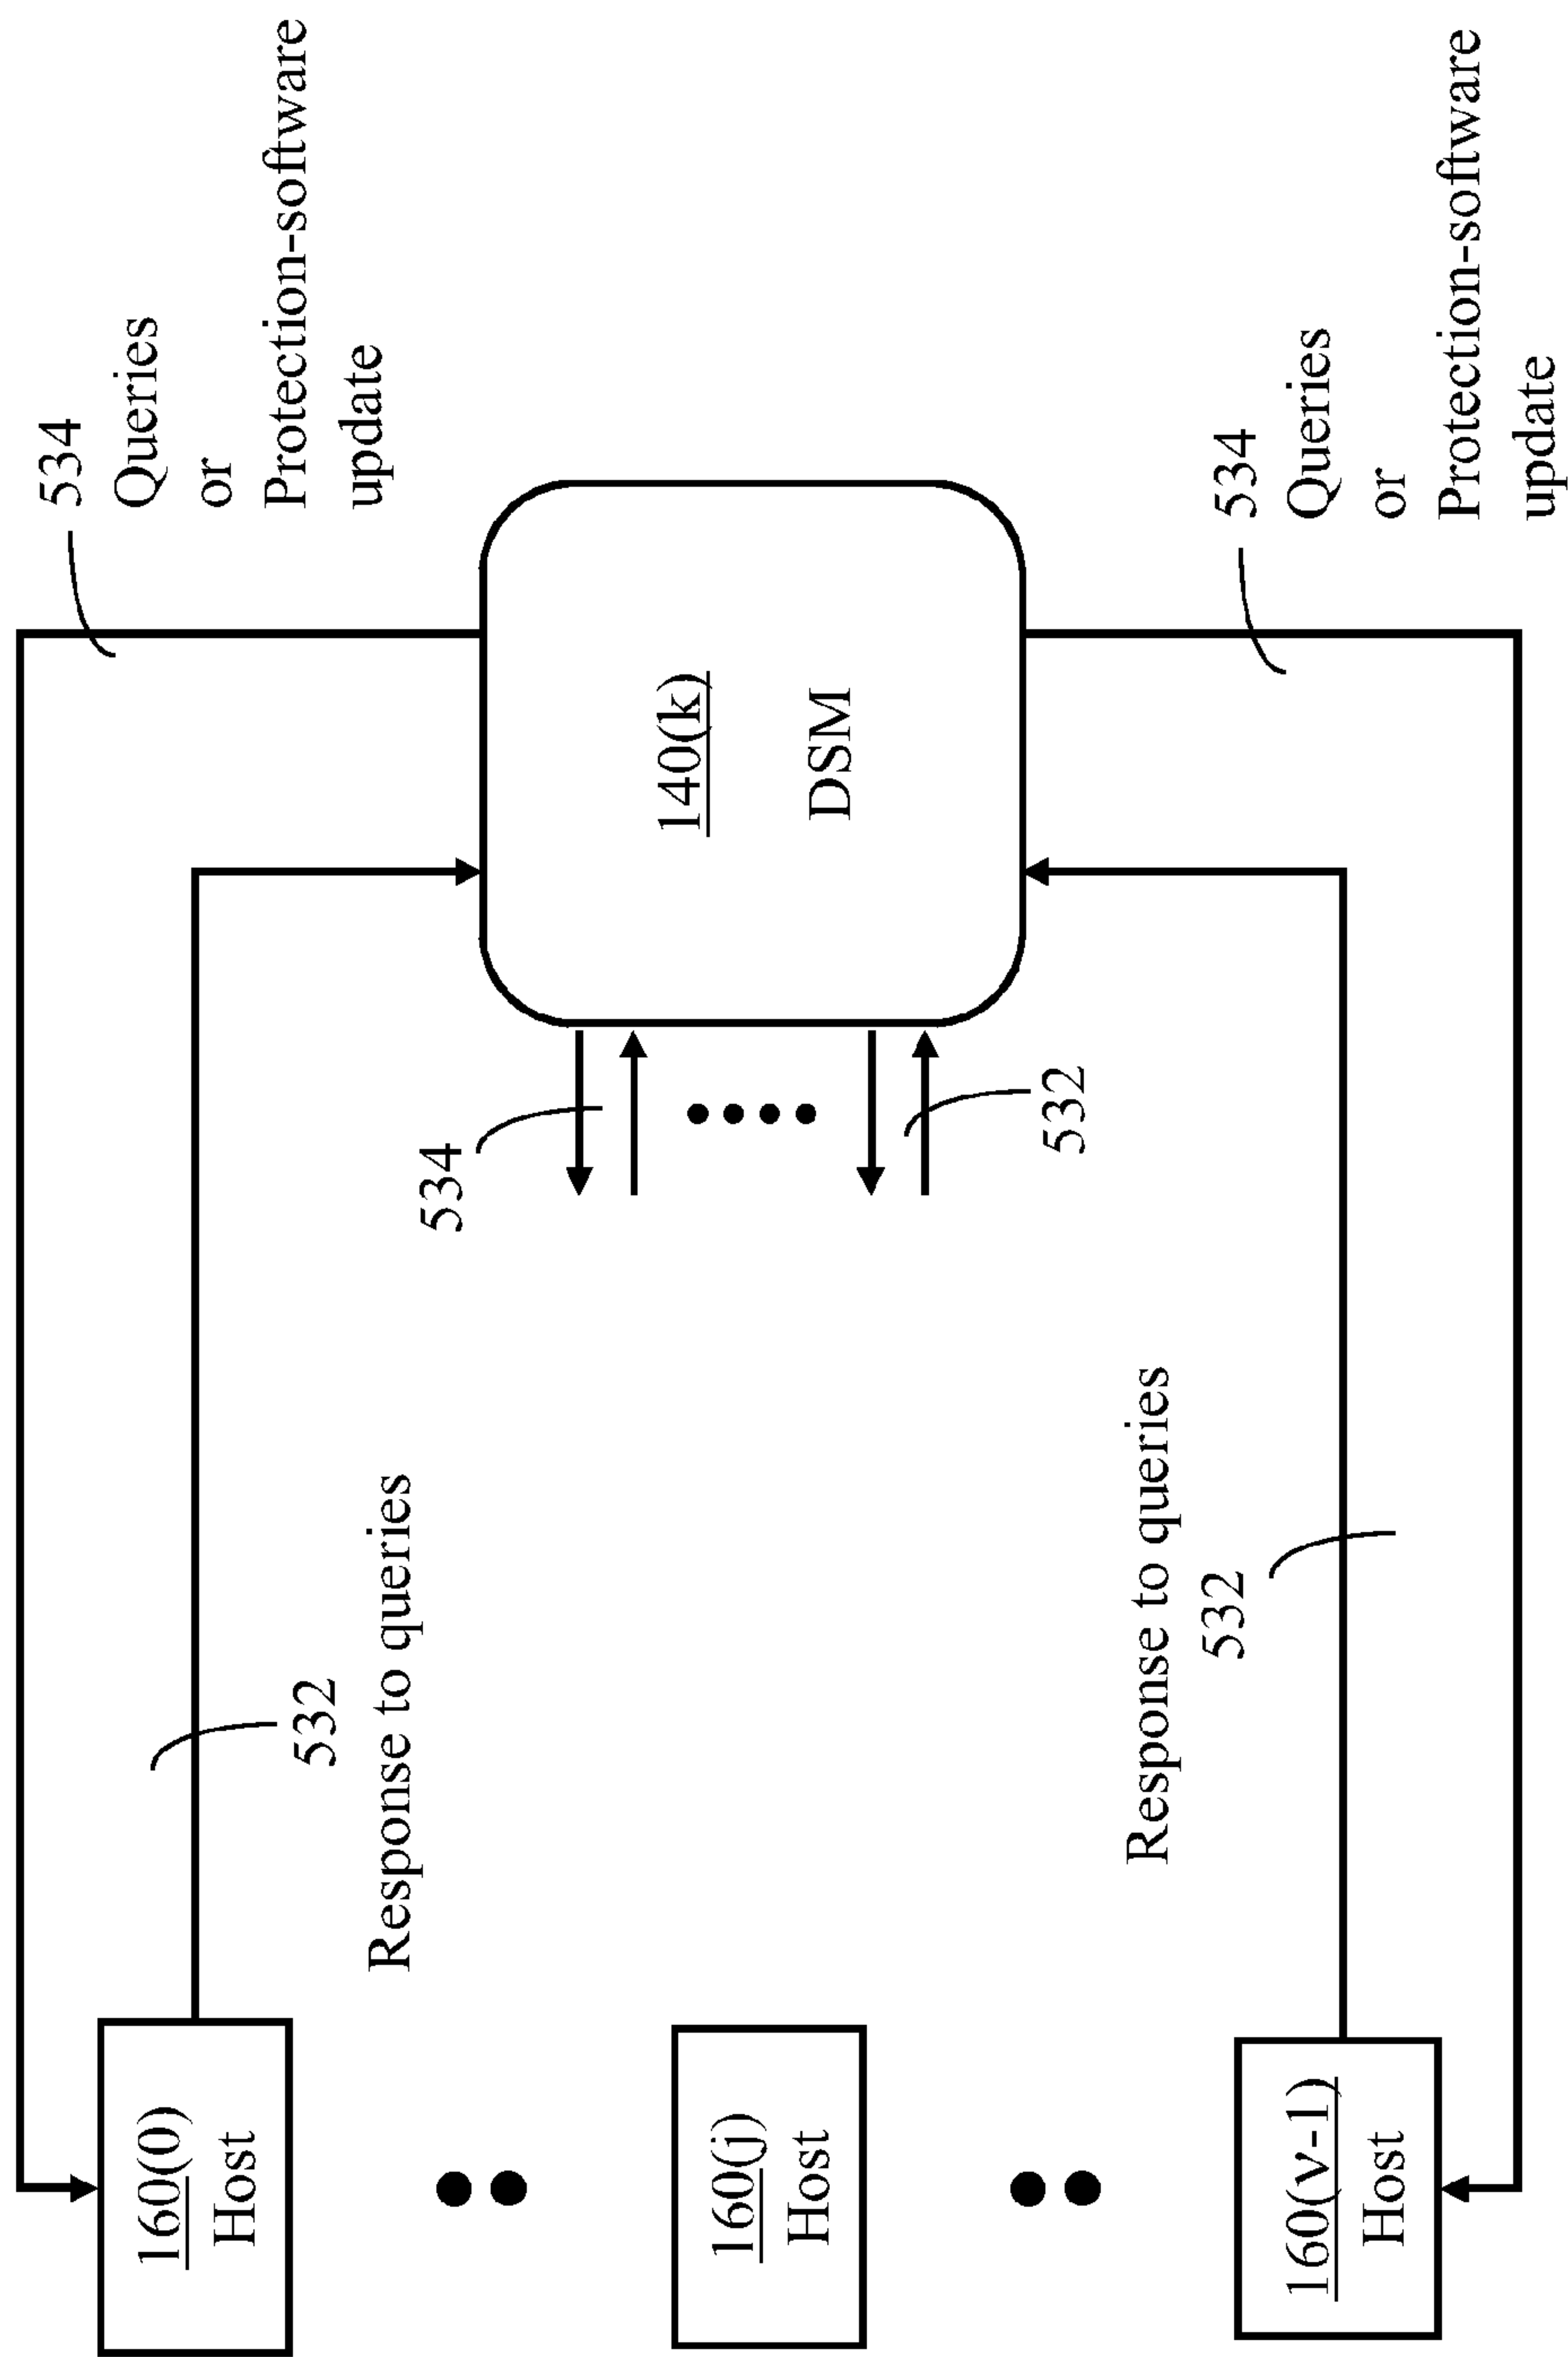 534
Queries
or
Protection-software
update
532
Response to queries
160(0)
Host
534
140(k)
DSM
160(j)
Host
532
Response to queries
532
534
Queries
or
Protection-software
update
160(ν-1)
Host